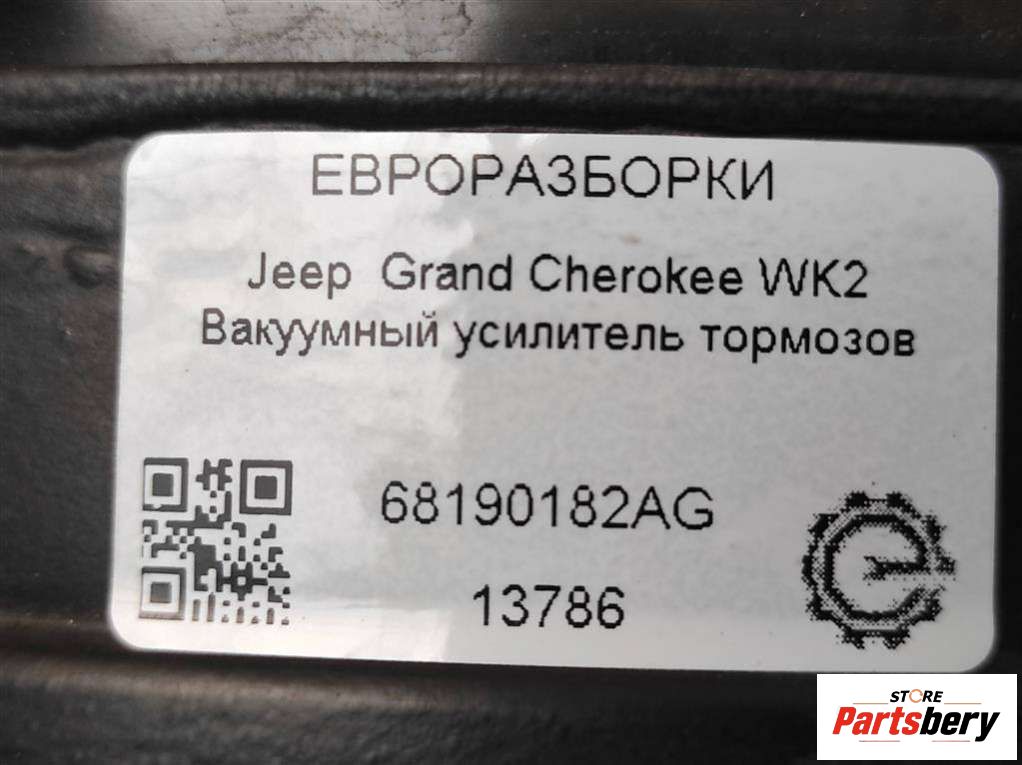 ЕВРОРАЗБОРКИ
Jeep Grand Cherokee WK2
Вакуумный усилитель тормозов
68190182AG
13786
STORE
Partsbery